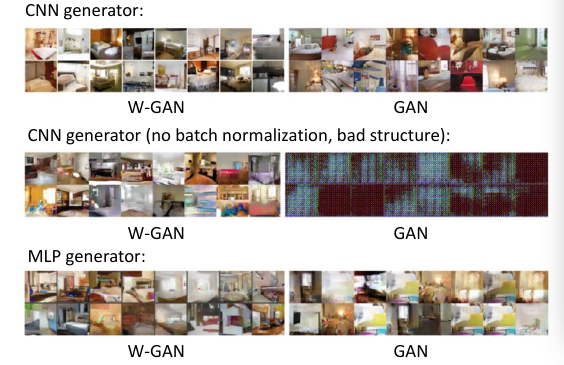 CNN generator:
W-GAN
GAN
CNN generator (no batch normalization, bad structure):
W-GAN
GAN
MLP generator:
W-GAN
GAN